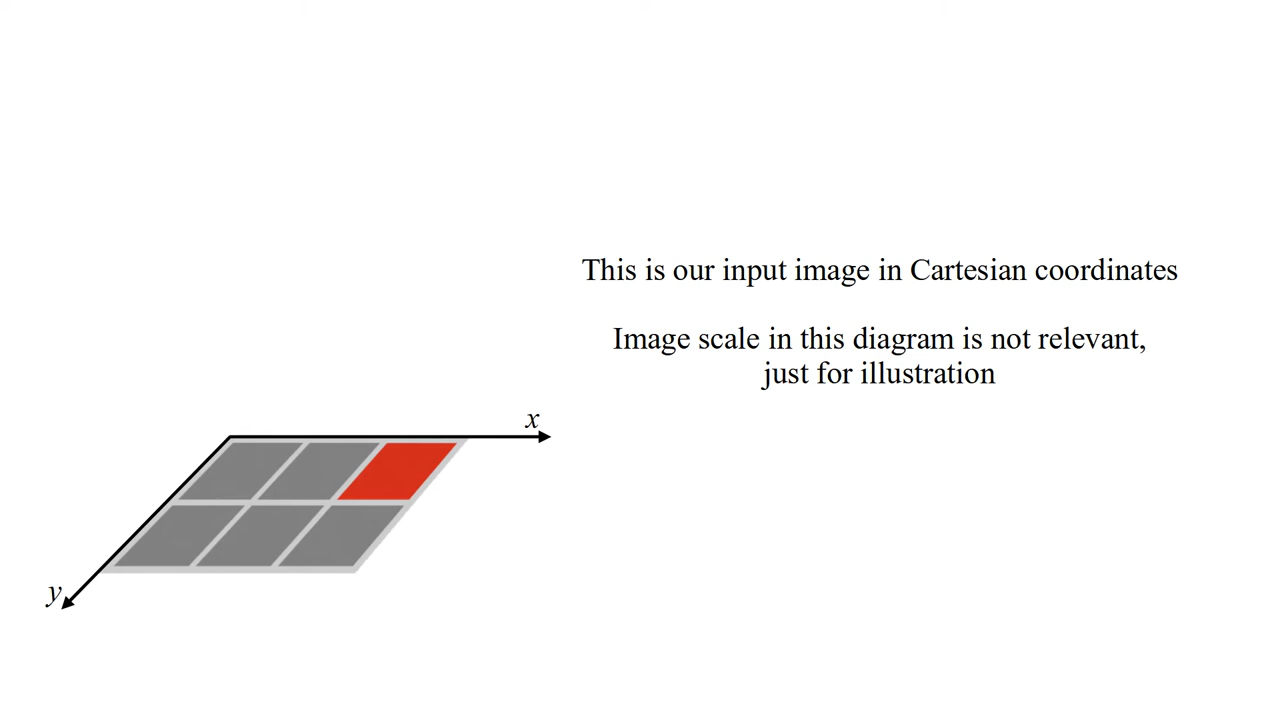 This is our input image in Cartesian coordinates
Image scale in this diagram is not relevant,
just for illustration
x
y